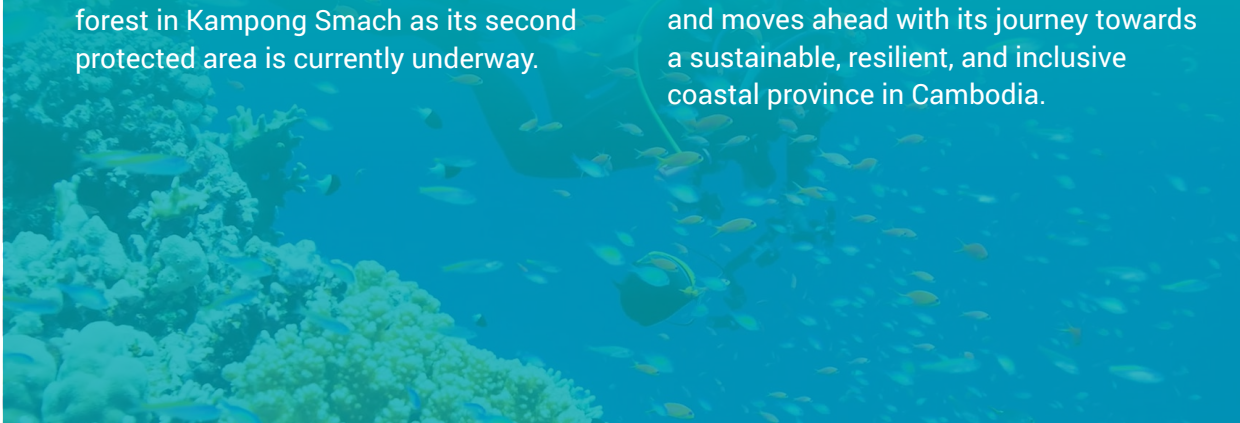 forest in Kampong Smach as its second
protected area is currently underway.
and moves ahead with its journey towards
a sustainable, resilient, and inclusive
coastal province in Cambodia.